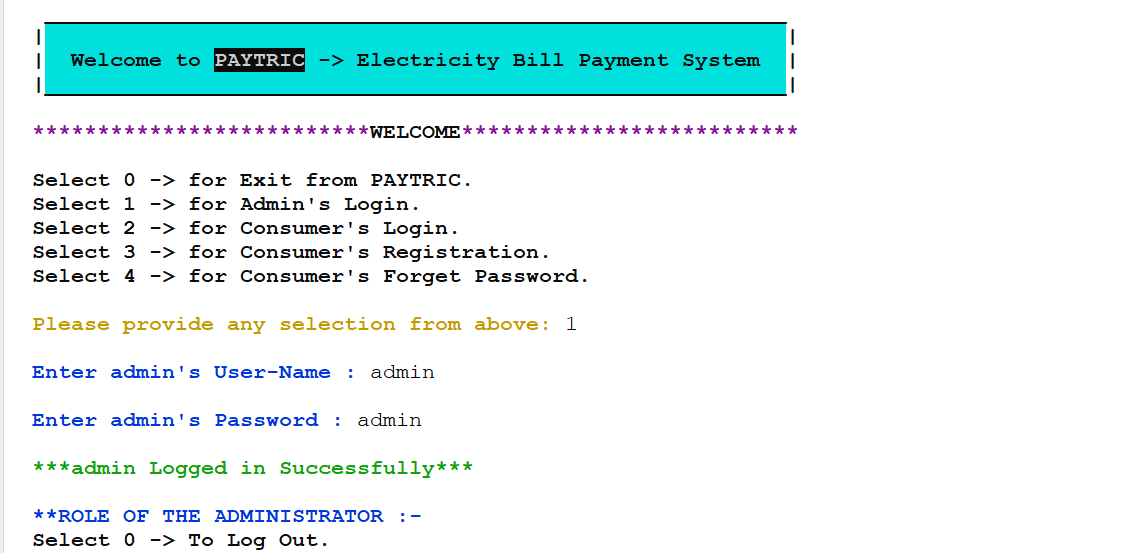 Welcome to PAYTRIC -> Electricity Bill Payment System
**************************WELCOME**************************
Select 0 -> for Exit from PAYTRIC.
Select 1 -> for Admin's Login.
Select 2 -> for Consumer's Login.
Select 3 -> for Consumer's Registration.
Select 4 -> for Consumer's Forget Password.
Please provide any selection from above: 1
Enter admin's User-Name : admin
Enter admin's Password : admin
***admin Logged in Successfully***
**ROLE OF THE ADMINISTRATOR :-
Select 0 -> To Log Out.